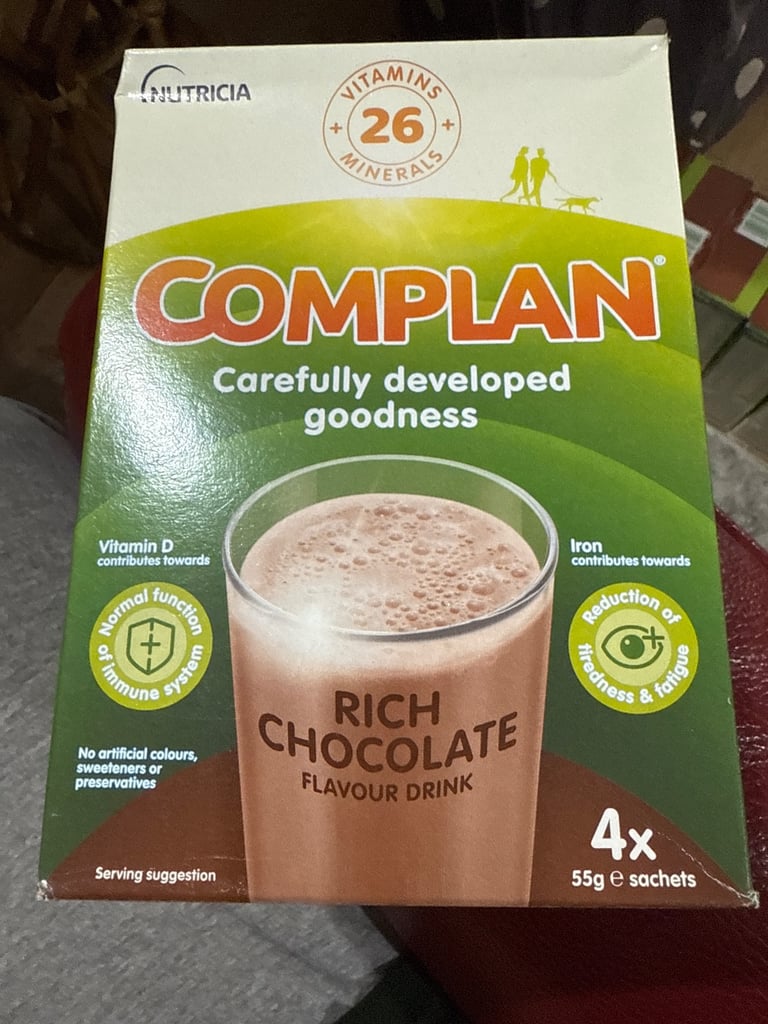 NUTRICIA
VITAMINS
+ 26 +
MINERALS
COMPLAN®
Carefully developed
goodness
Vitamin D
contributes towards
Normal function
of immune system
Iron
contributes towards
Reduction of
tiredness & fatigue
RICH
CHOCOLATE
FLAVOUR DRINK
No artificial colours,
sweeteners or
preservatives
4x
55g e sachets
Serving suggestion